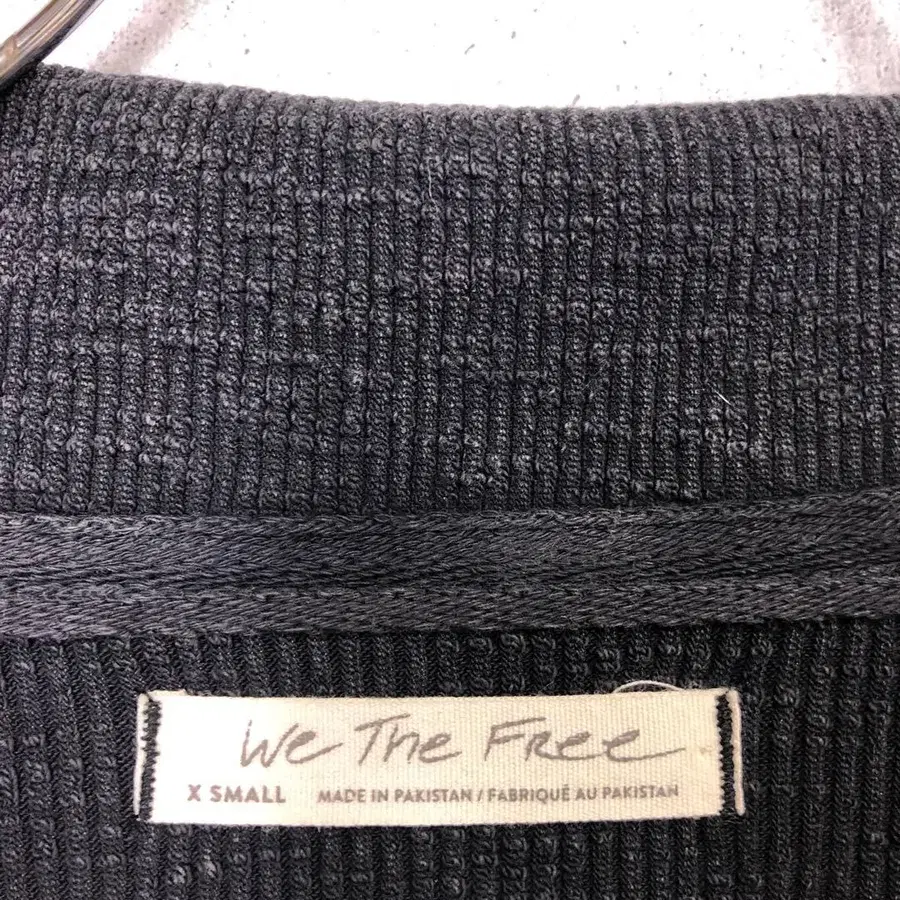 We The Free
X SMALL MADE IN PAKISTAN / FABRIQUÉ AU PAKISTAN